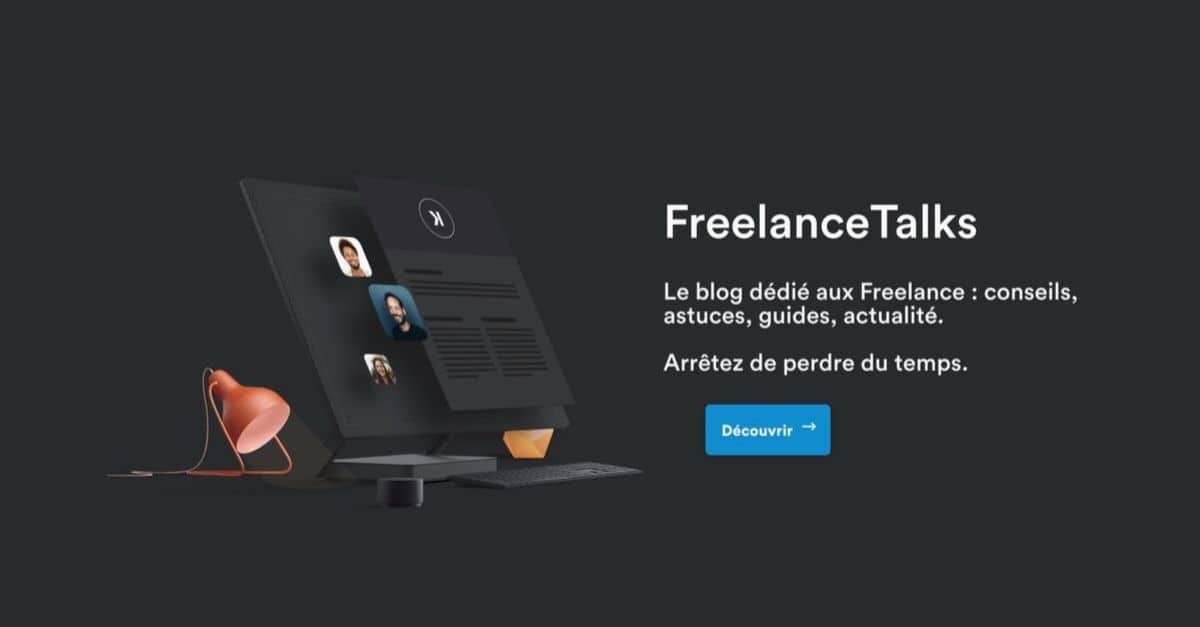 FreelanceTalks
Le blog dédié aux Freelance : conseils,
astuces, guides, actualité.
Arrêtez de perdre du temps.
Découvrir →